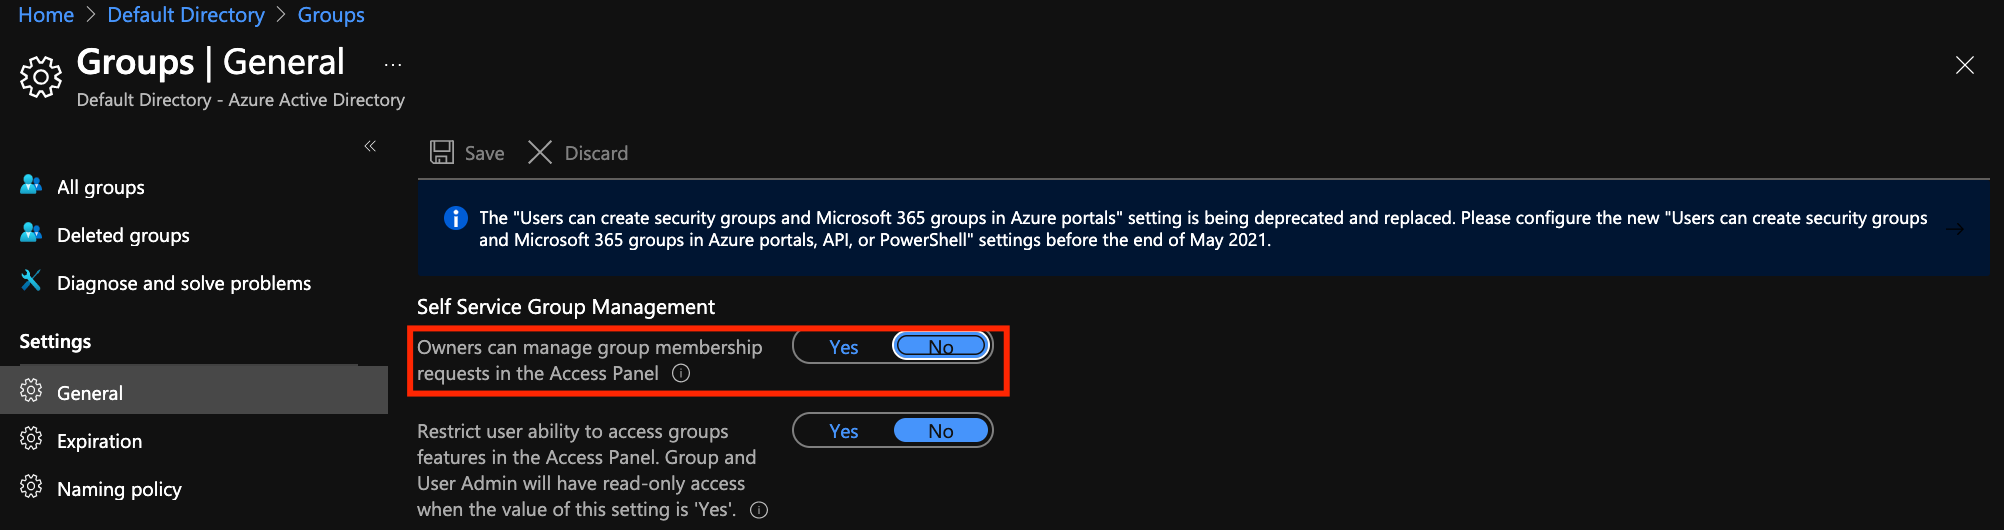 Home > Default Directory > Groups
Groups | General ...
Default Directory - Azure Active Directory
«
Save Discard
All groups
Deleted groups
Diagnose and solve problems
Settings
General
Expiration
Naming policy
The "Users can create security groups and Microsoft 365 groups in Azure portals" setting is being deprecated and replaced. Please configure the new "Users can create security groups
and Microsoft 365 groups in Azure portals, API, or PowerShell" settings before the end of May 2021.
Self Service Group Management
Owners can manage group membership
requests in the Access Panel
Yes No
Restrict user ability to access groups
features in the Access Panel. Group and
User Admin will have read-only access
when the value of this setting is 'Yes'.
Yes No